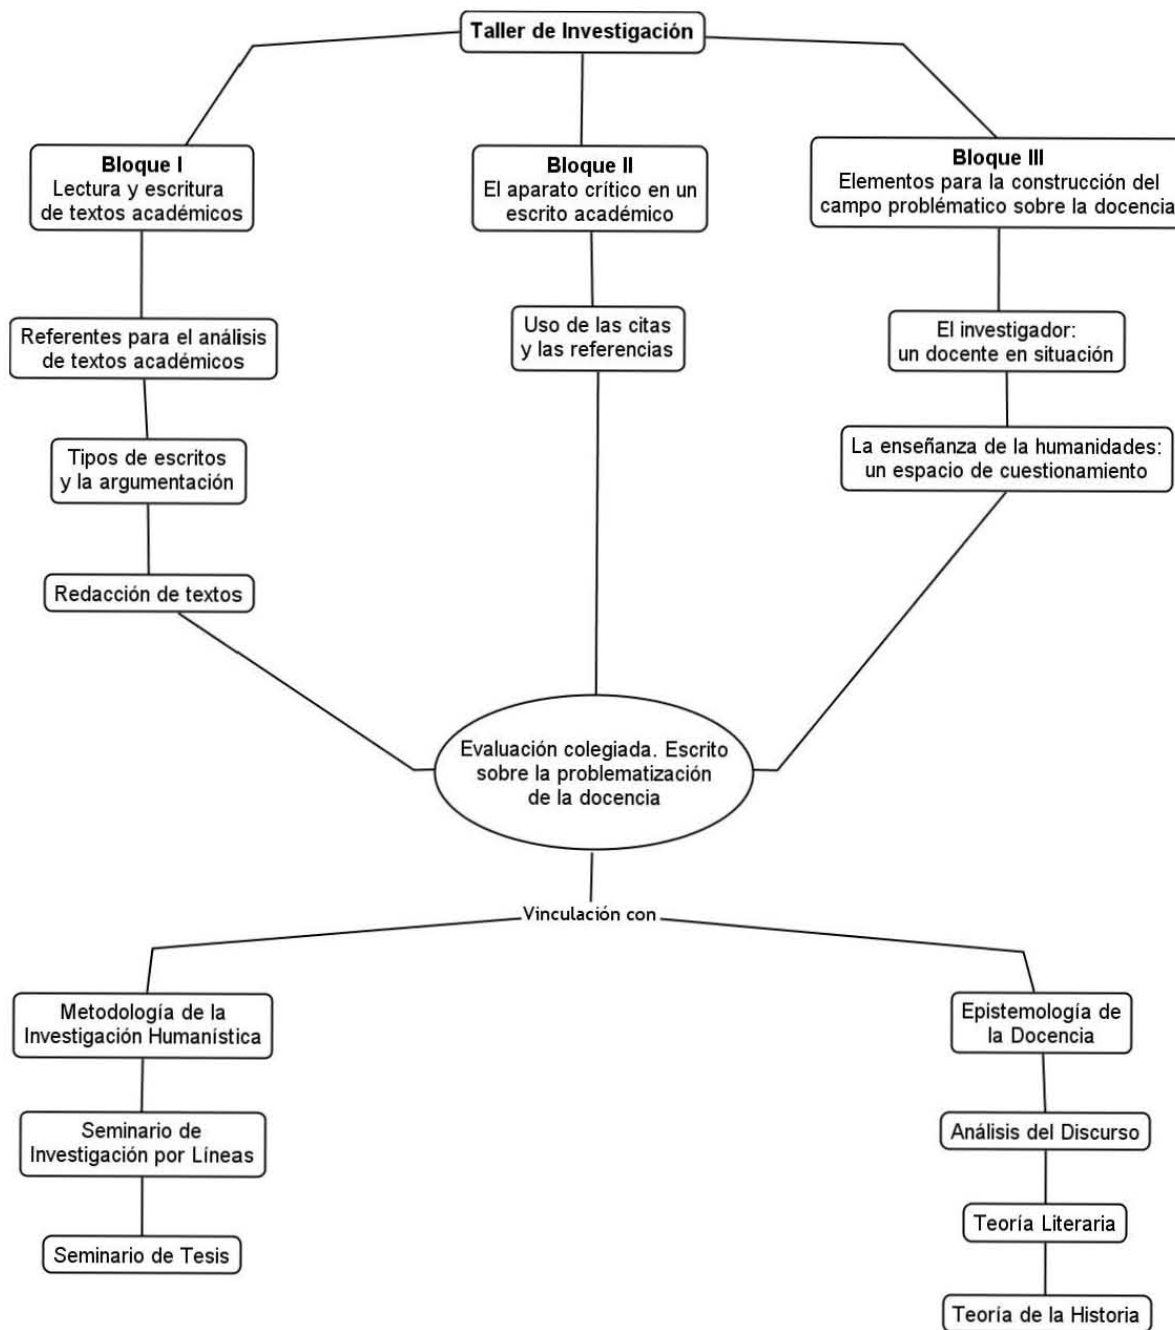 Taller de Investigación
Bloque I
Lectura y escritura
de textos académicos
Bloque II
El aparato crítico en un
escrito académico
Bloque III
Elementos para la construcción del
campo problématico sobre la docencia
Referentes para el análisis
de textos académicos
Uso de las citas
y las referencias
El investigador:
un docente en situación
Tipos de escritos
y la argumentación
La enseñanza de la humanidades:
un espacio de cuestionamiento
Redacción de textos
Evaluación colegiada. Escrito
sobre la problematización
de la docencia
Vinculación con
Metodología de la
Investigación Humanística
Seminario de
Investigación por Líneas
Seminario de Tesis
Epistemología de
la Docencia
Análisis del Discurso
Teoría Literaria
Teoría de la Historia